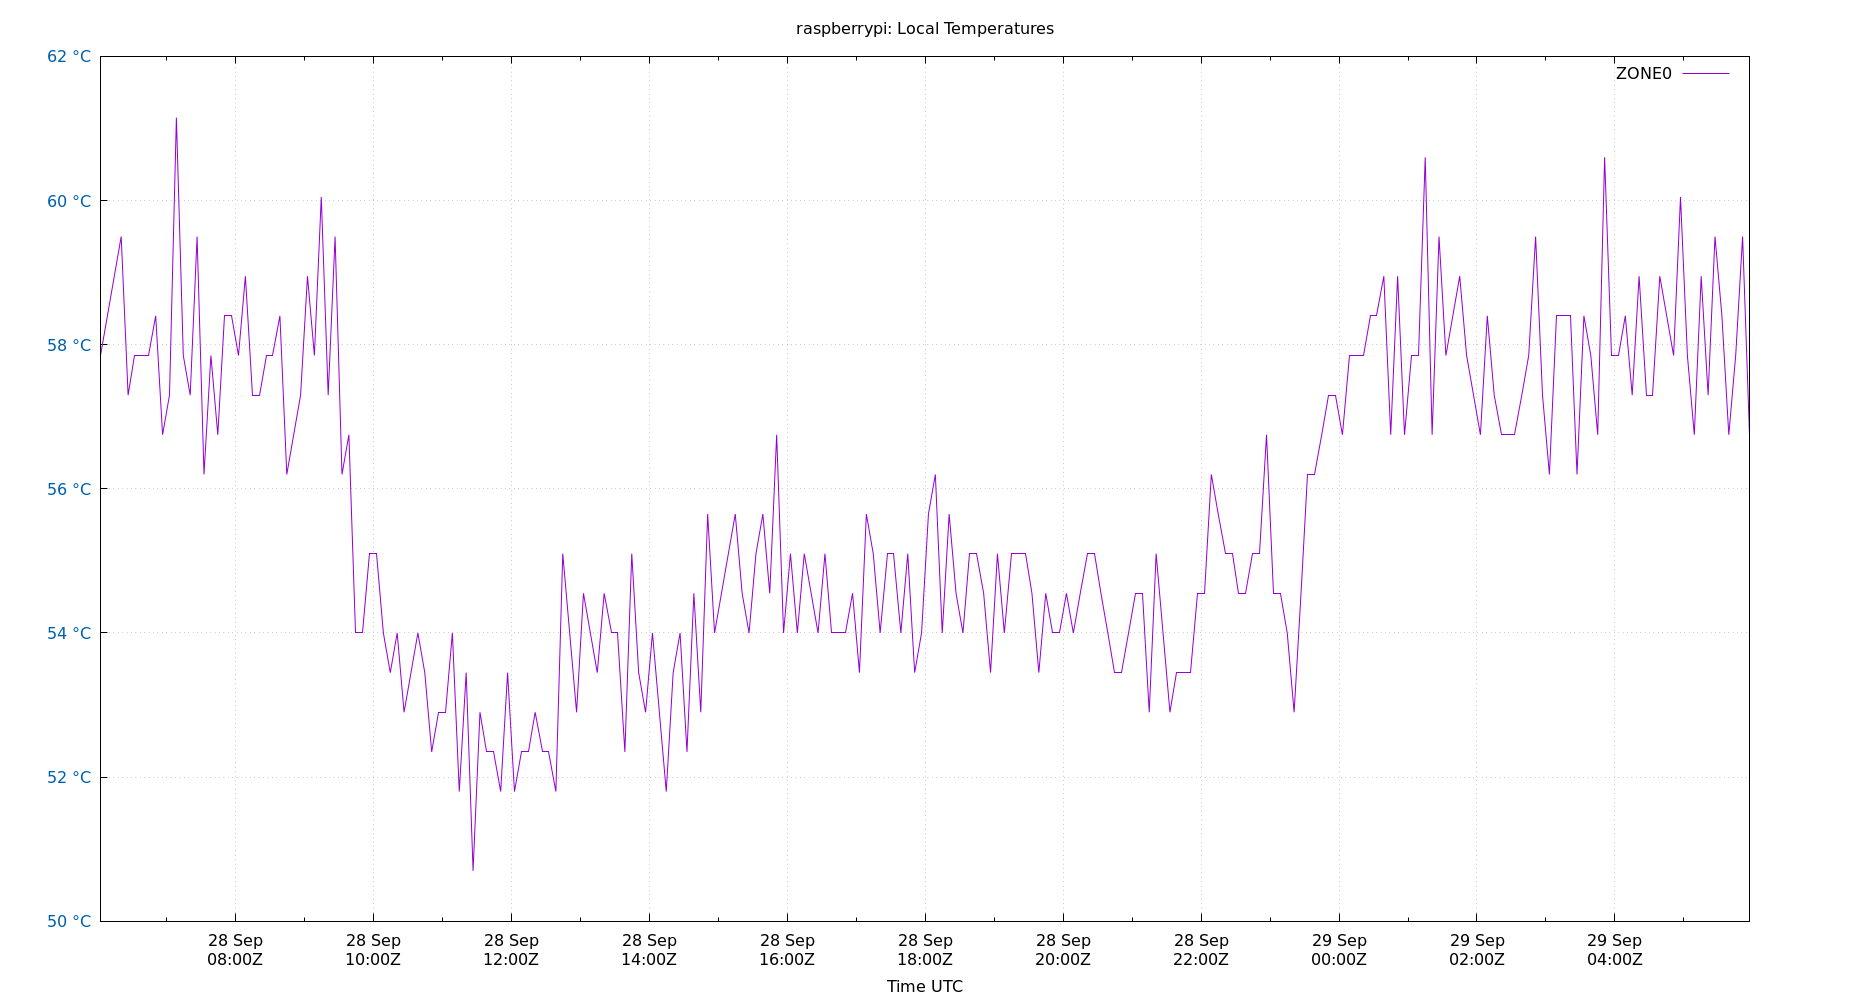 raspberrypi: Local Temperatures
62 °C
ZONE0
60 °C
58 °C
56 °C
54 °C
52 °C
50 °C
28 Sep 28 Sep 28 Sep 28 Sep 28 Sep 28 Sep 28 Sep 28 Sep 29 Sep 29 Sep 29 Sep
08:00Z 10:00Z 12:00Z 14:00Z 16:00Z 18:00Z 20:00Z 22:00Z 00:00Z 02:00Z 04:00Z
Time UTC